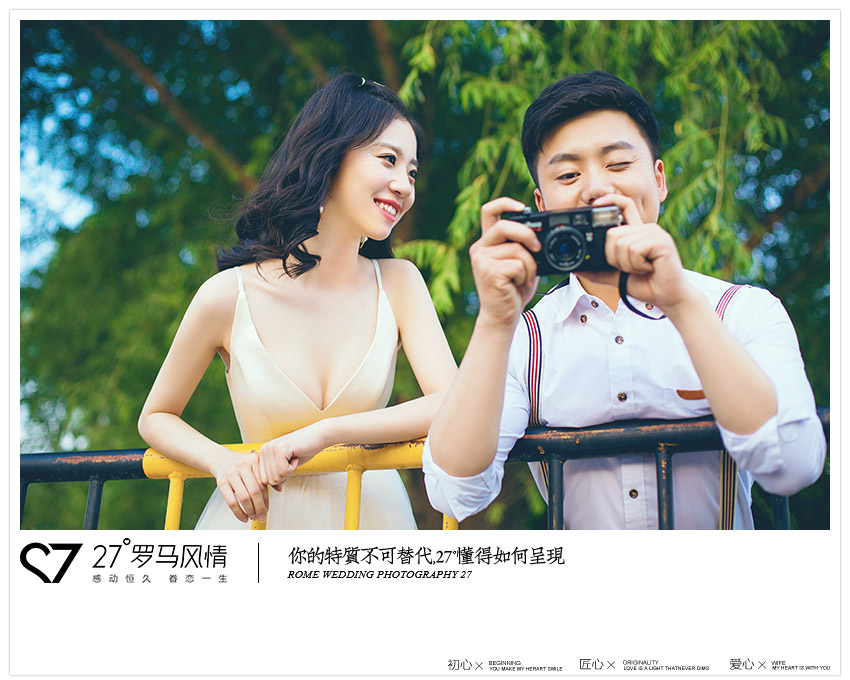 27°罗马风情
感动恒久 眷恋一生
你的特質不可替代,27°懂得如何呈現
ROME WEDDING PHOTOGRAPHY 27
初心× BEGINNING
YOU MAKE MY HERART SMILE
匠心× ORIGINALITY
LOVE IS A LIGHT THATNEVER DIMS
爱心× WIFE
MY HEART IS WITH YOU